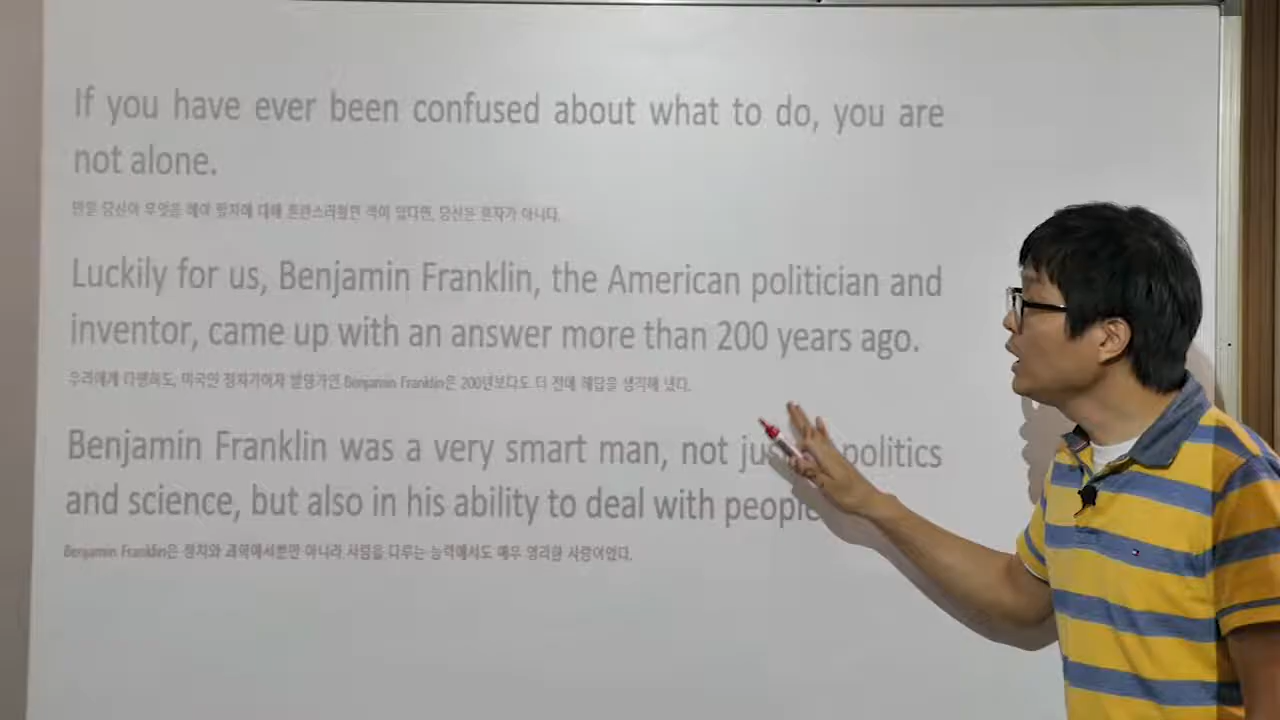 If you have ever been confused about what to do, you are
not alone.
만일 당신이 무엇을 해야 할지에 대해 혼란스러웠던 적이 있다면, 당신은 혼자가 아니다.
Luckily for us, Benjamin Franklin, the American politician and
inventor, came up with an answer more than 200 years ago.
우리에게 다행히도, 미국인 정치가이자 발명가인 Benjamin Franklin은 200년보다도 더 전에 해답을 생각해 냈다.
Benjamin Franklin was a very smart man, not politics
and science, but also in his ability to deal with people
Benjamin Franklin은 정치와 과학에서뿐만 아니라 사람을 다루는 능력에서도 매우 영리한 사람이었다.